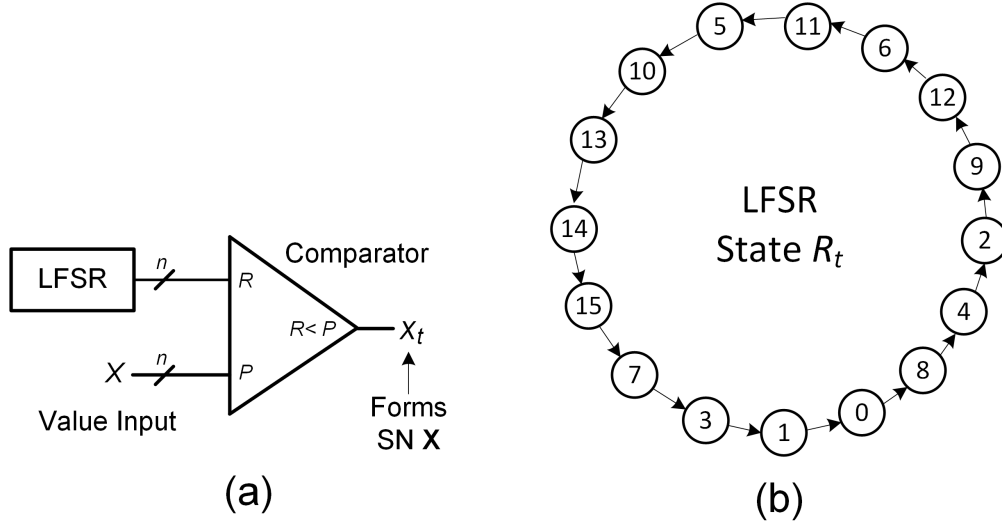 LFSR
n
R
Comparator
R< P
X_t
X
n
P
Value Input
Forms
SN X
(a)
5
11
6
10
12
13
9
LFSR
State R_t
14
2
15
4
7
8
3
0
1
(b)